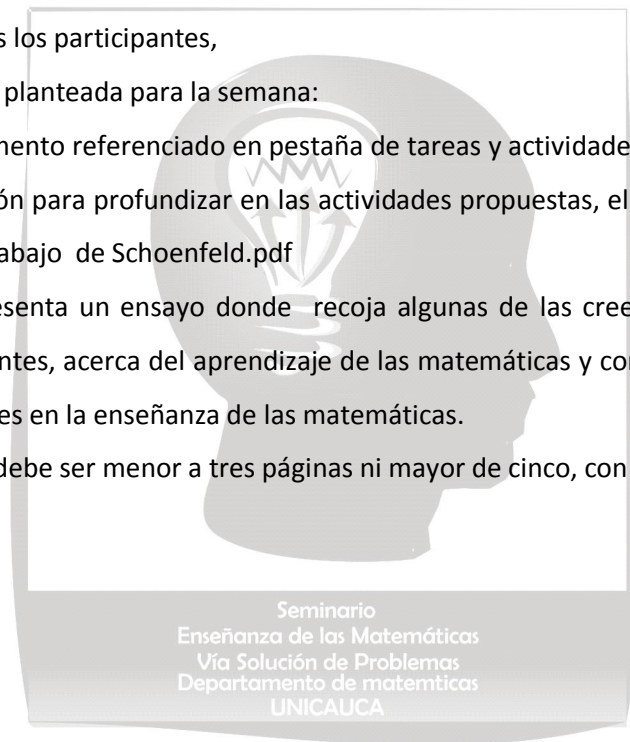 s los participantes,
planteada para la semana:
mento referenciado en pestaña de tareas y actividade
ón para profundizar en las actividades propuestas, el
abajo de Schoenfeld.pdf
esenta un ensayo donde recoja algunas de las cree
ntes, acerca del aprendizaje de las matemáticas y con
es en la enseñanza de las matemáticas.
debe ser menor a tres páginas ni mayor de cinco, con
Seminario
Enseñanza de las Matemáticas
Vía Solución de Problemas
Departamento de matemticas
UNICAUCA